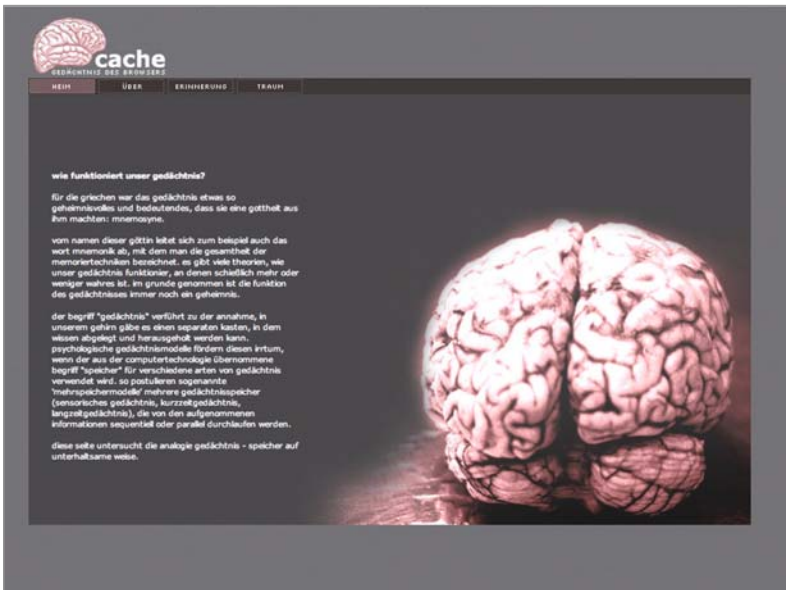 cache
GEDÄCHTNIS DES BROWSERS
HEIM ÜBER ERINNERUNG TRAUM
wie funktioniert unser gedächtnis?
für die griechen war das gedächtnis etwas so
geheimnisvolles und bedeutendes, dass sie eine gottheit aus
ihm machten: mnemosyne.
vom namen dieser göttin leitet sich zum beispiel auch das
wort mnemonik ab, mit dem man die gesamtheit der
memoriertechniken bezeichnet. es gibt viele theorien, wie
unser gedächtnis funktionier, an denen schießlich mehr oder
weniger wahres ist. im grunde genommen ist die funktion
des gedächtnisses immer noch ein geheimnis.
der begriff "gedächtnis" verführt zu der annahme, in
unserem gehirn gäbe es einen separaten kasten, in dem
wissen abgelegt und herausgeholt werden kann.
psychologische gedächtnismodelle fördern diesen irrtum,
wenn der aus der computertechnologie übernommene
begriff "speicher" für verschiedene arten von gedächtnis
verwendet wird. so postulieren sogenannte
'mehrspeichermodelle' mehrere gedächtnisspeicher
(sensorisches gedächtnis, kurzzeitgedächtnis,
langzeitgedächtnis), die von den aufgenommenen
informationen sequentiell oder parallel durchlaufen werden.
diese seite untersucht die analogie gedächtnis - speicher auf
unterhaltsame weise.